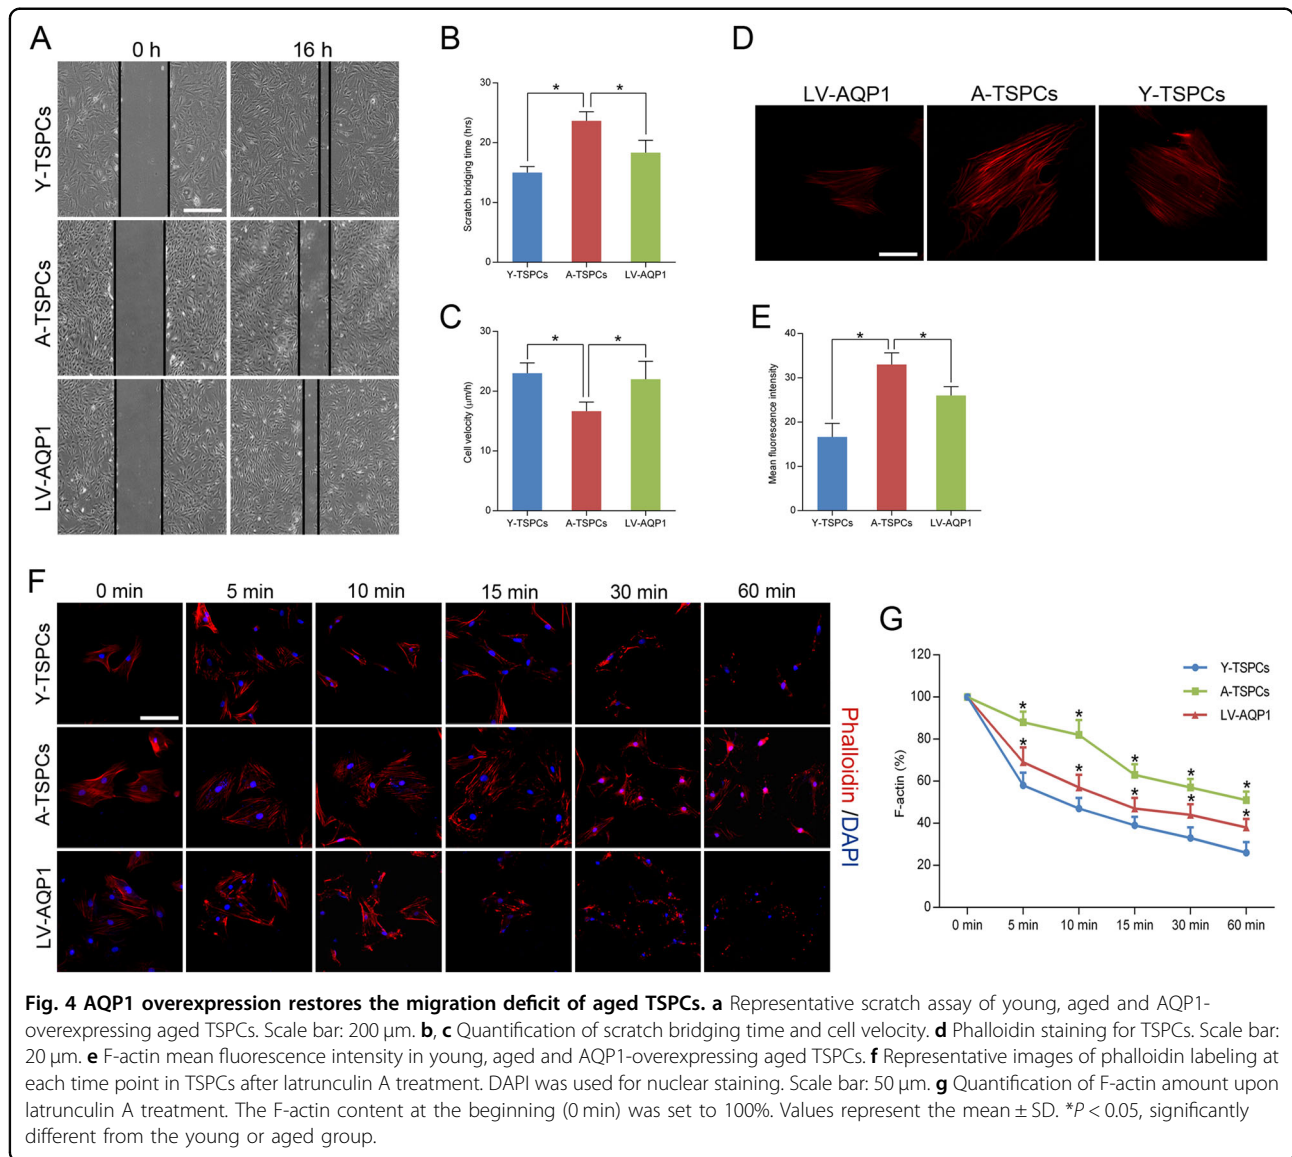 A
0 h
16 h
Y-TSPCs
A-TSPCs
LV-AQP1
B
Scratch bridging time (hrs)
30
20
10
0
*
*
Y-TSPCs
A-TSPCs
LV-AQP1
C
Cell velocity (μm/h)
30
20
10
0
*
*
Y-TSPCs
A-TSPCs
LV-AQP1
D
LV-AQP1
A-TSPCs
Y-TSPCs
E
Mean fluorescence intensity
40
30
20
10
0
*
*
Y-TSPCs
A-TSPCs
LV-AQP1
F
0 min
5 min
10 min
15 min
30 min
60 min
Y-TSPCs
A-TSPCs
LV-AQP1
Phalloidin /DAPI
G
F-actin (%)
120
100
80
60
40
20
0
Y-TSPCs
A-TSPCs
LV-AQP1
*
*
*
*
*
*
*
*
*
*
0 min
5 min
10 min
15 min
30 min
60 min
Fig. 4 AQP1 overexpression restores the migration deficit of aged TSPCs. a Representative scratch assay of young, aged and AQP1-
overexpressing aged TSPCs. Scale bar: 200 μm. b, c Quantification of scratch bridging time and cell velocity. d Phalloidin staining for TSPCs. Scale bar:
20 μm. e F-actin mean fluorescence intensity in young, aged and AQP1-overexpressing aged TSPCs. f Representative images of phalloidin labeling at
each time point in TSPCs after latrunculin A treatment. DAPI was used for nuclear staining. Scale bar: 50 μm. g Quantification of F-actin amount upon
latrunculin A treatment. The F-actin content at the beginning (0 min) was set to 100%. Values represent the mean ± SD. *P < 0.05, significantly
different from the young or aged group.